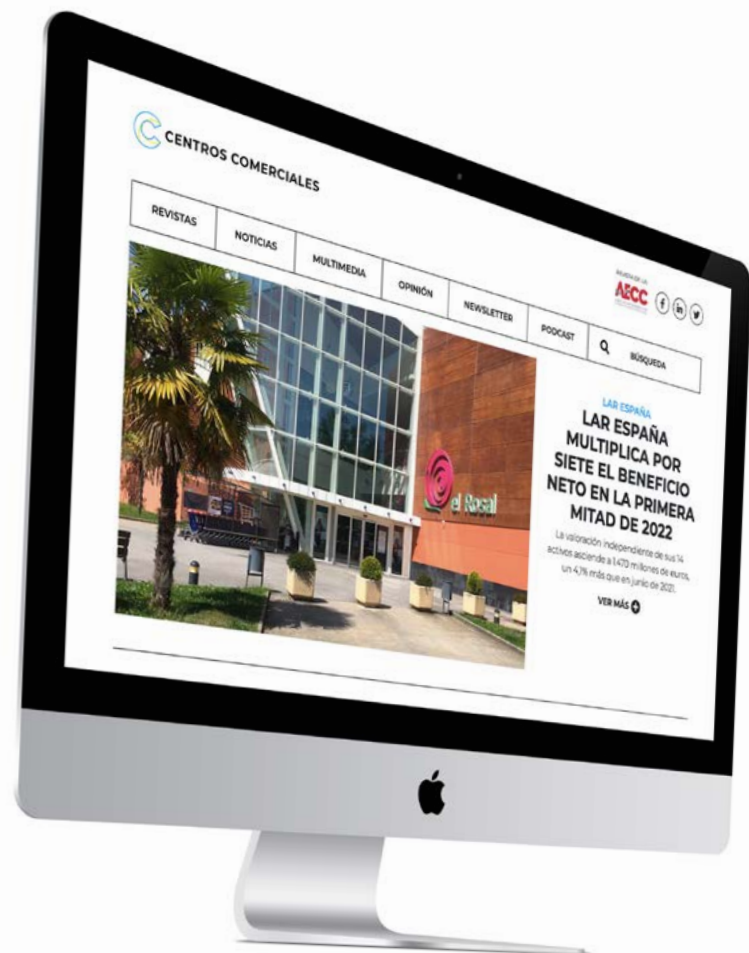 CENTROS COMERCIALES
REVISTAS
NOTICIAS
MULTIMEDIA
OPINIÓN
NEWSLETTER
PODCAST
BÚSQUEDA
AECC
el Rosal
LAR ESPAÑA
LAR ESPAÑA
MULTIPLICA POR
SIETE EL BENEFICIO
NETO EN LA PRIMERA
MITAD DE 2022
La valoración independiente de sus 14
activos asciende a 1.470 millones de euros,
un 4,1% más que en junio de 2021.
VER MÁS